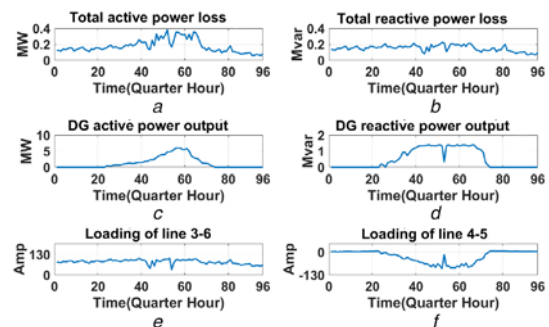 Total active power loss
MW
0.4
0.2
0
0 20 40 60 80 96
Time(Quarter Hour)
a
Total reactive power loss
Mvar
0.4
0.2
0
0 20 40 60 80 96
Time(Quarter Hour)
b
DG active power output
MW
10
5
0
0 20 40 60 80 96
Time(Quarter Hour)
c
DG reactive power output
Mvar
2
1
0
0 20 40 60 80 96
Time(Quarter Hour)
d
Loading of line 3-6
Amp
130
0
0 20 40 60 80 96
Time(Quarter Hour)
e
Loading of line 4-5
Amp
0
-130
0 20 40 60 80 96
Time(Quarter Hour)
f